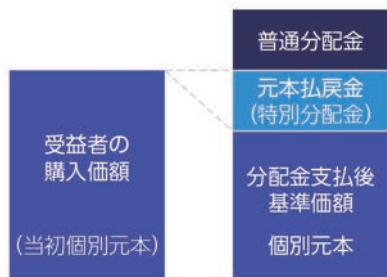 受益者の
購入価額
(当初個別元本)
普通分配金
元本払戻金
(特別分配金)
分配金支払後
基準価額
個別元本